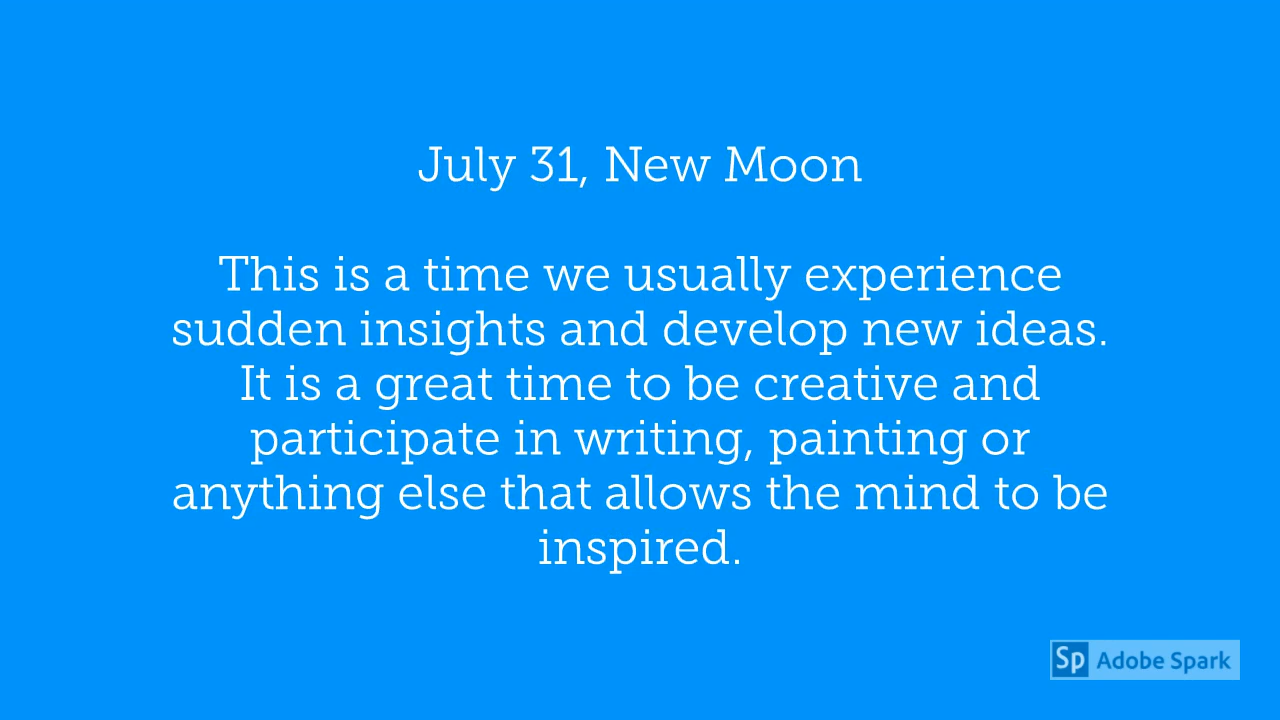 July 31, New Moon
This is a time we usually experience
sudden insights and develop new ideas.
It is a great time to be creative and
participate in writing, painting or
anything else that allows the mind to be
inspired.
Sp Adobe Spark